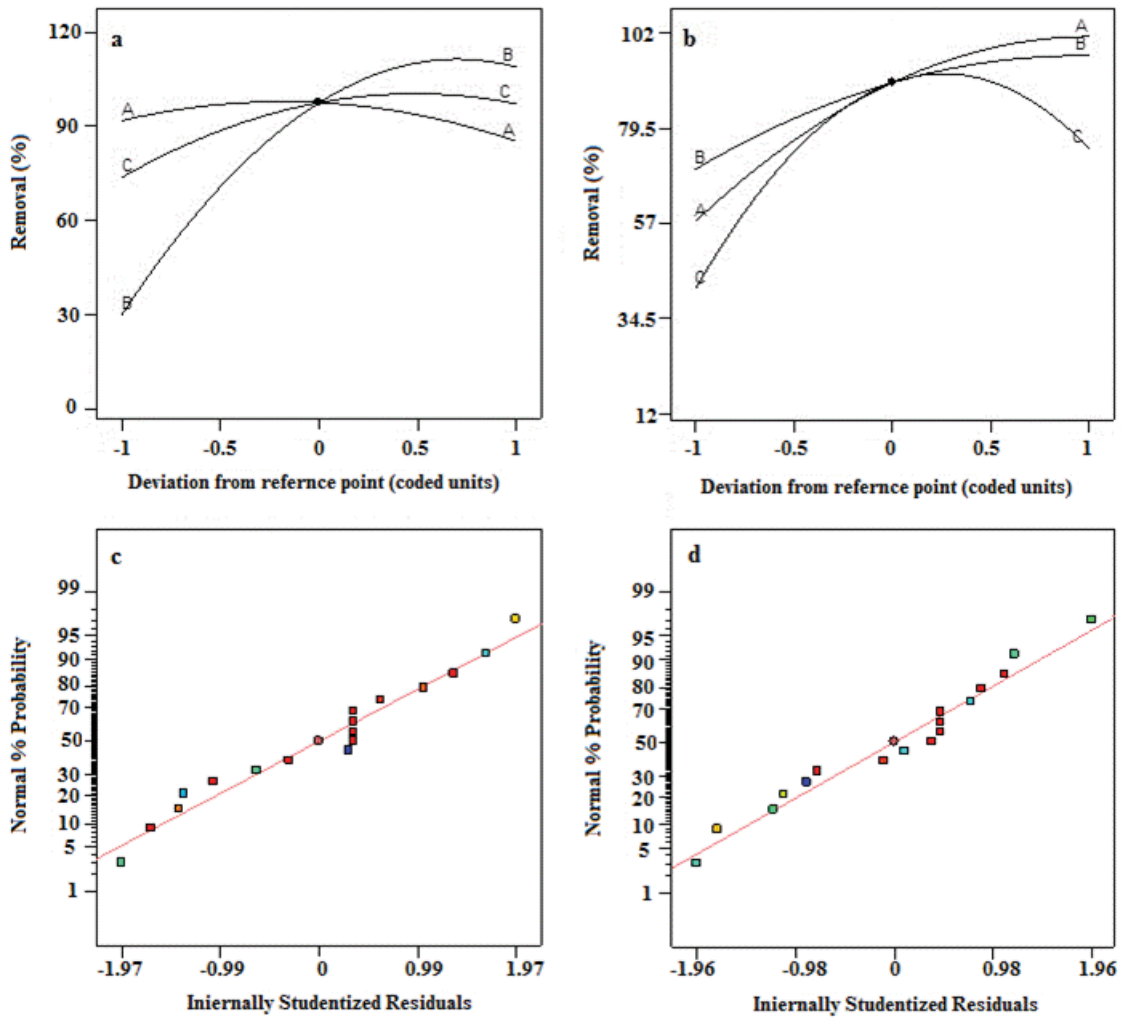 a
120
90
60
30
0
Removal (%)
A
C
B
B
C
A
-1
-0.5
0
0.5
1
Deviation from refernce point (coded units)
b
102
79.5
57
34.5
12
Removal (%)
B
A
C
A
B
C
-1
-0.5
0
0.5
1
Deviation from refernce point (coded units)
c
99
95
90
80
70
50
30
20
10
5
1
Normal % Probability
-1.97
-0.99
0
0.99
1.97
Iniernally Studentized Residuals
d
99
95
90
80
70
50
30
20
10
5
1
Normal % Probability
-1.96
-0.98
0
0.98
1.96
Iniernally Studentized Residuals